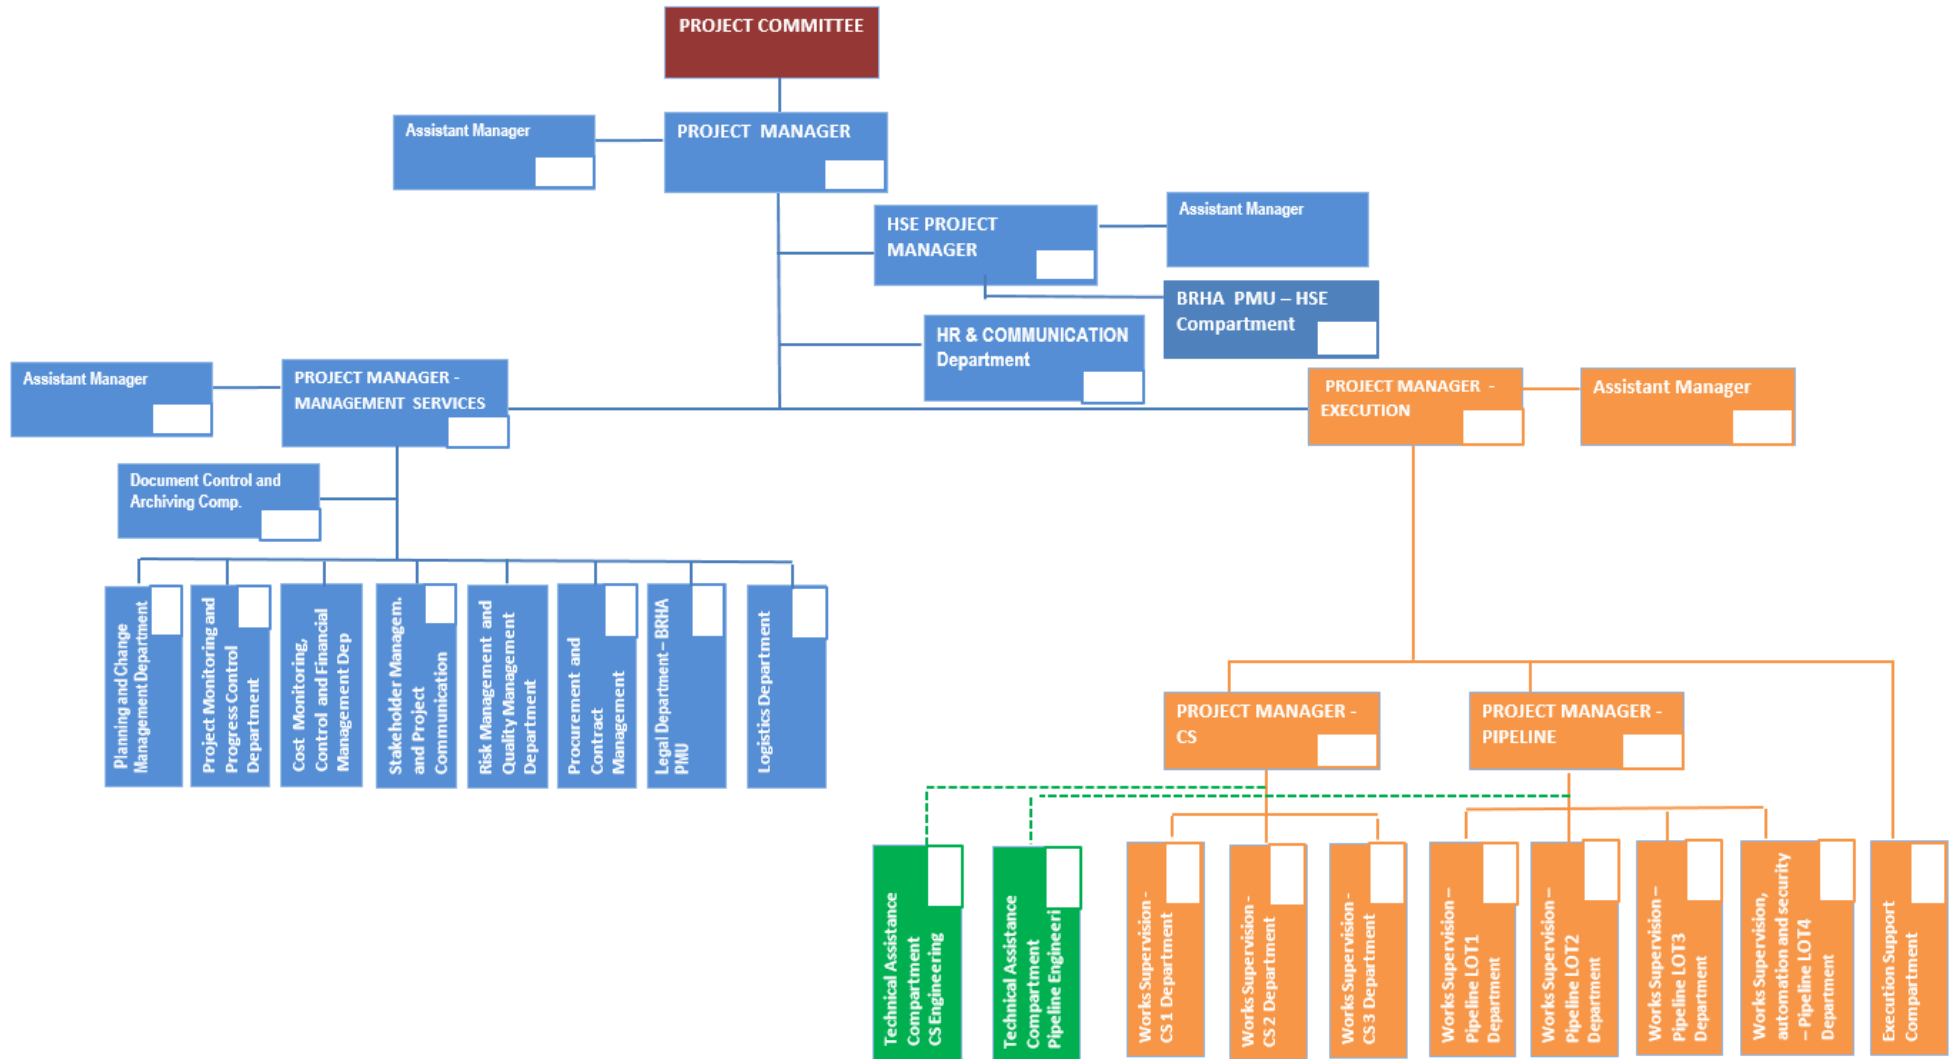 PROJECT COMMITTEE
Assistant Manager
PROJECT MANAGER
HSE PROJECT
MANAGER
Assistant Manager
BRHA PMU – HSE
Compartment
HR & COMMUNICATION
Department
Assistant Manager
PROJECT MANAGER -
MANAGEMENT SERVICES
PROJECT MANAGER -
EXECUTION
Assistant Manager
Document Control and
Archiving Comp.
Planning and Change
Management Department
Project Monitoring and
Progress Control
Department
Cost Monitoring,
Control and Financial
Management Dep
Stakeholder Managem.
and Project
Communication
Risk Management and
Quality Management
Department
Procurement and
Contract
Management
Legal Department – BRHA
PMU
Logistics Department
PROJECT MANAGER -
CS
PROJECT MANAGER -
PIPELINE
Technical Assistance
Compartment
CS Engineering
Technical Assistance
Compartment
Pipeline Engineeri
Works Supervision -
CS 1 Department
Works Supervision -
CS 2 Department
Works Supervision -
CS 3 Department
Works Supervision –
Pipeline LOT1
Department
Works Supervision –
Pipeline LOT2
Department
Works Supervision –
Pipeline LOT3
Department
Works Supervision,
automation and security
– Pipeline LOT4
Department
Execution Support
Compartment